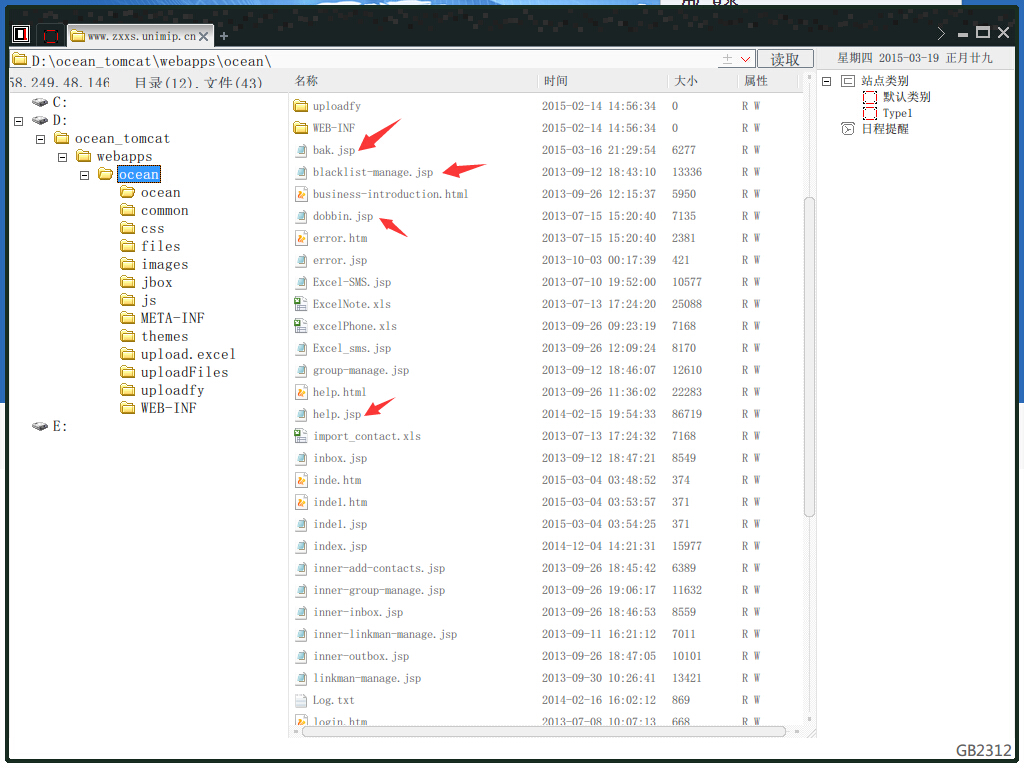 www.zxxs.unimip.cn
D:\ocean_tomcat\webapps\ocean\
读取
星期四 2015-03-19 正月廿九
58.249.48.146 目录(12),文件(43)
名称 时间 大小 属性
C:
D:
ocean_tomcat
webapps
ocean
ocean
common
css
files
images
jbox
js
META-INF
themes
upload.excel
uploadFiles
uploadfy
WEB-INF
E:
uploadfy 2015-02-14 14:56:34 0 R W
WEB-INF 2015-02-14 14:56:34 0 R W
bak.jsp 2015-03-16 21:29:54 6277 R W
blacklist-manage.jsp 2013-09-12 18:43:10 13336 R W
business-introduction.html 2013-09-26 12:15:37 5950 R W
dobbin.jsp 2013-07-15 15:20:40 7135 R W
error.htm 2013-07-15 15:20:40 2381 R W
error.jsp 2013-10-03 00:17:39 421 R W
Excel-SMS.jsp 2013-07-10 19:52:00 10577 R W
ExcelNote.xls 2013-07-13 17:24:20 25088 R W
excelPhone.xls 2013-09-26 09:23:19 7168 R W
Excel_sms.jsp 2013-09-26 12:09:24 8170 R W
group-manage.jsp 2013-09-12 18:46:07 12610 R W
help.html 2013-09-26 11:36:02 22283 R W
help.jsp 2014-02-15 19:54:33 86719 R W
import_contact.xls 2013-07-13 17:24:32 7168 R W
inbox.jsp 2013-09-12 18:47:21 8549 R W
inde.htm 2015-03-04 03:48:52 374 R W
inde1.htm 2015-03-04 03:53:57 371 R W
inde1.jsp 2015-03-04 03:54:25 371 R W
index.jsp 2014-12-04 14:21:31 15977 R W
inner-add-contacts.jsp 2013-09-26 18:45:42 6389 R W
inner-group-manage.jsp 2013-09-26 19:06:17 11632 R W
inner-inbox.jsp 2013-09-26 18:46:53 8559 R W
inner-linkman-manage.jsp 2013-09-11 16:21:12 7011 R W
inner-outbox.jsp 2013-09-26 18:47:05 10101 R W
linkman-manage.jsp 2013-09-30 10:26:41 13421 R W
Log.txt 2014-02-16 16:02:12 869 R W
login.htm 2013-07-08 10:07:13 668 R W
站点类别
默认类别
Type1
日程提醒
GB2312